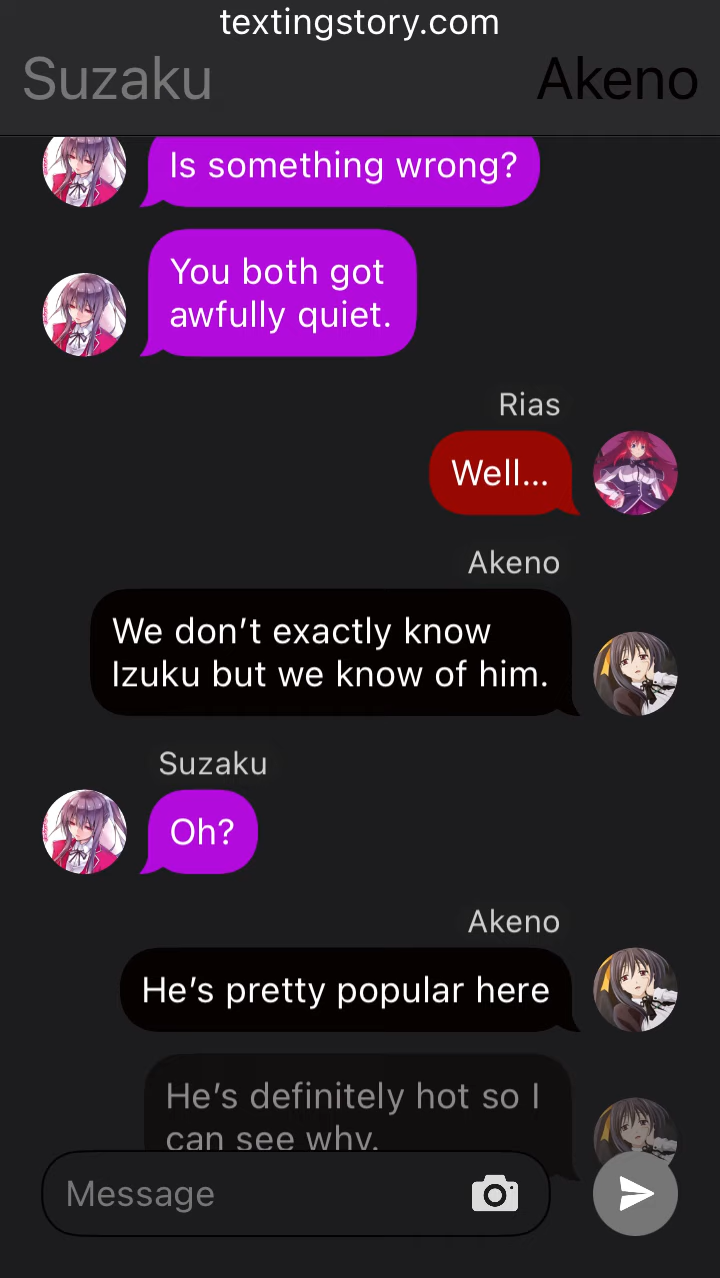 textingstory.com
Suzaku
Akeno
Is something wrong?
You both got
awfully quiet.
Rias
Well...
Akeno
We don’t exactly know
Izuku but we know of him.
Suzaku
Oh?
Akeno
He’s pretty popular here
He’s definitely hot so I
can see why.
Message